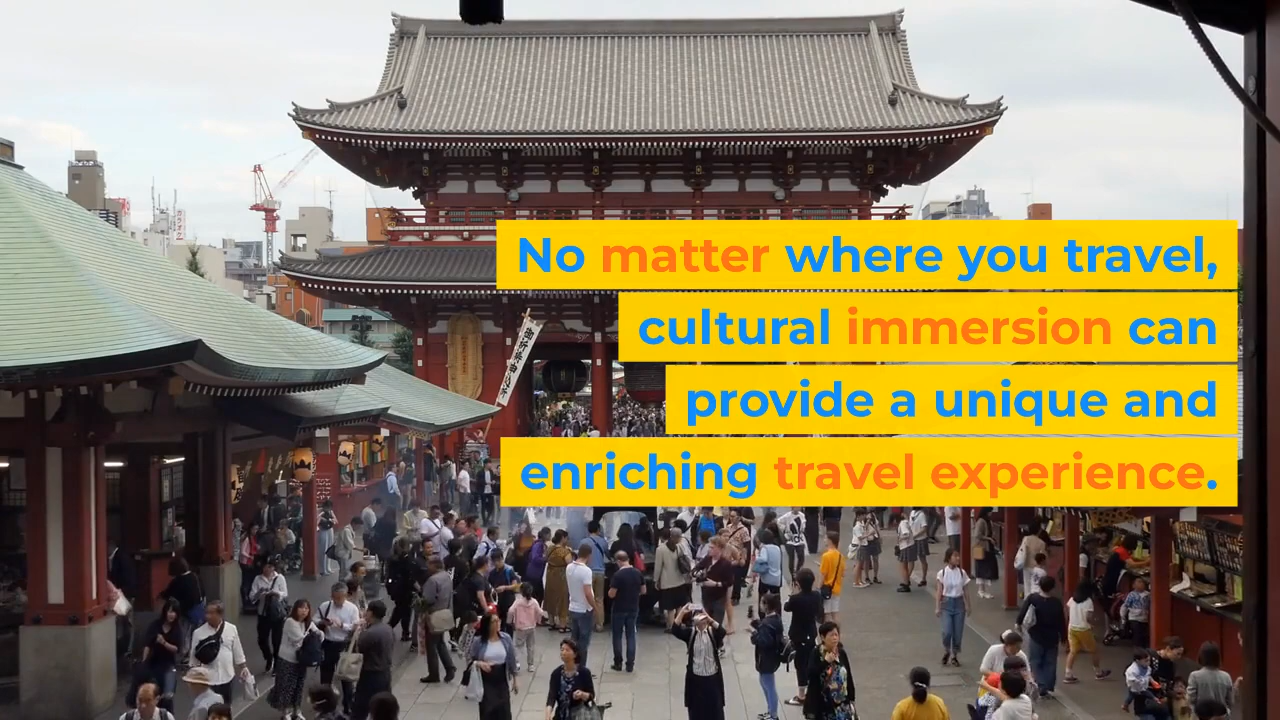 No matter where you travel,
cultural immersion can
provide a unique and
enriching travel experience.